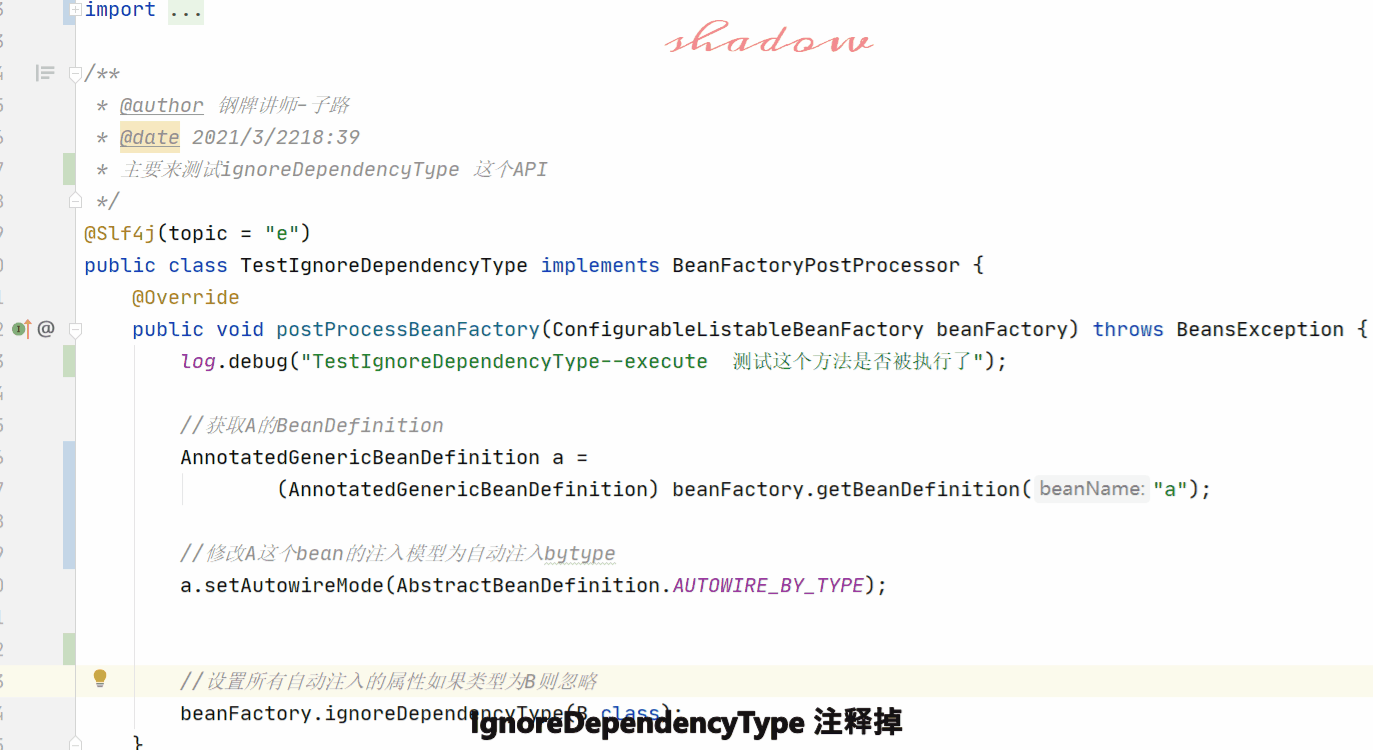 import ...
shadow
/**
* @author 钢牌讲师-子路
* @date 2021/3/2218:39
* 主要来测试ignoreDependencyType 这个API
*/
@Slf4j(topic = "e")
public class TestIgnoreDependencyType implements BeanFactoryPostProcessor {
@Override
public void postProcessBeanFactory(ConfigurableListableBeanFactory beanFactory) throws BeansException {
log.debug("TestIgnoreDependencyType--execute  测试这个方法是否被执行了");
//获取A的BeanDefinition
AnnotatedGenericBeanDefinition a =
(AnnotatedGenericBeanDefinition) beanFactory.getBeanDefinition( beanName: "a");
//修改A这个bean的注入模型为自动注入bytype
a.setAutowireMode(AbstractBeanDefinition.AUTOWIRE_BY_TYPE);
//设置所有自动注入的属性如果类型为B则忽略
beanFactory.ignoreDependencyType(B.class);
IgnoreDependencyType 注释掉
}